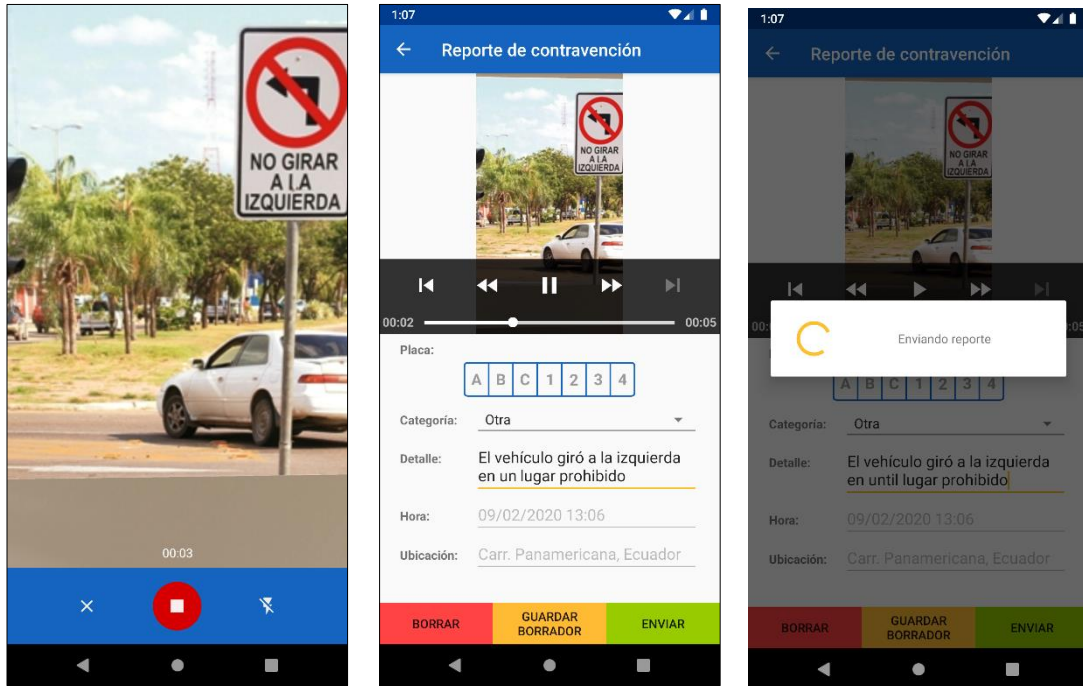 NO GIRAR
A LA
IZQUIERDA
00:03
1:07
Reporte de contravención
NO GIRAR
A LA
IZQUIERDA
00:02
00:05
Placa:
A B C 1 2 3 4
Categoría:
Otra
Detalle:
El vehículo giró a la izquierda
en un lugar prohibido
Hora:
09/02/2020 13:06
Ubicación:
Carr. Panamericana, Ecuador
BORRAR
GUARDAR
BORRADOR
ENVIAR
1:07
Reporte de contravención
NO GIRAR
A LA
IZQUIERDA
Enviando reporte
A B C 1 2 3 4
Categoría:
Otra
Detalle:
El vehículo giró a la izquierda
en until lugar prohibido
Hora:
09/02/2020 13:06
Ubicación:
Carr. Panamericana, Ecuador
BORRAR
GUARDAR
BORRADOR
ENVIAR